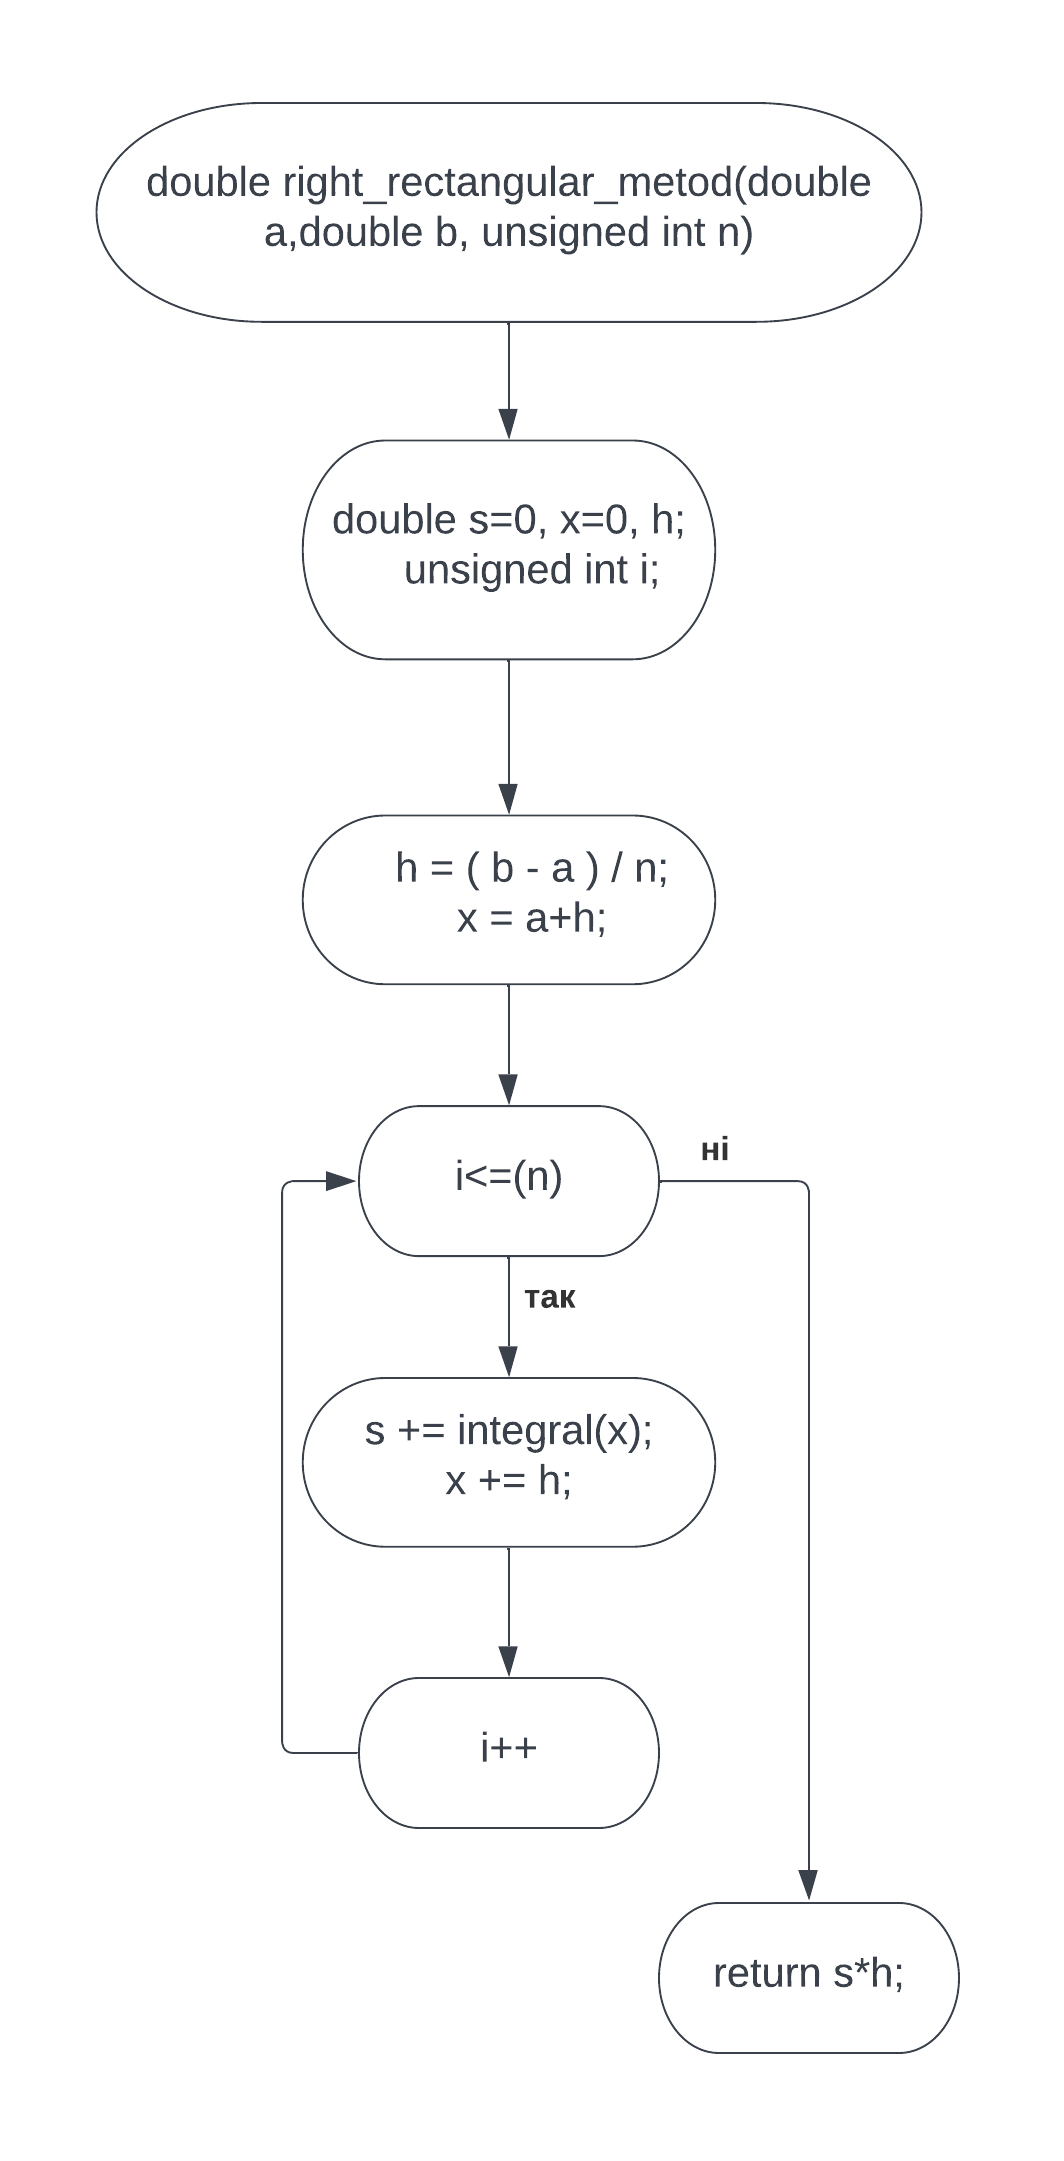 double right_rectangular_metod(double
a,double b, unsigned int n)
double s=0, x=0, h;
unsigned int i;
h = ( b - a ) / n;
x = a+h;
i<=(n)
ні
так
s += integral(x);
x += h;
i++
return s*h;